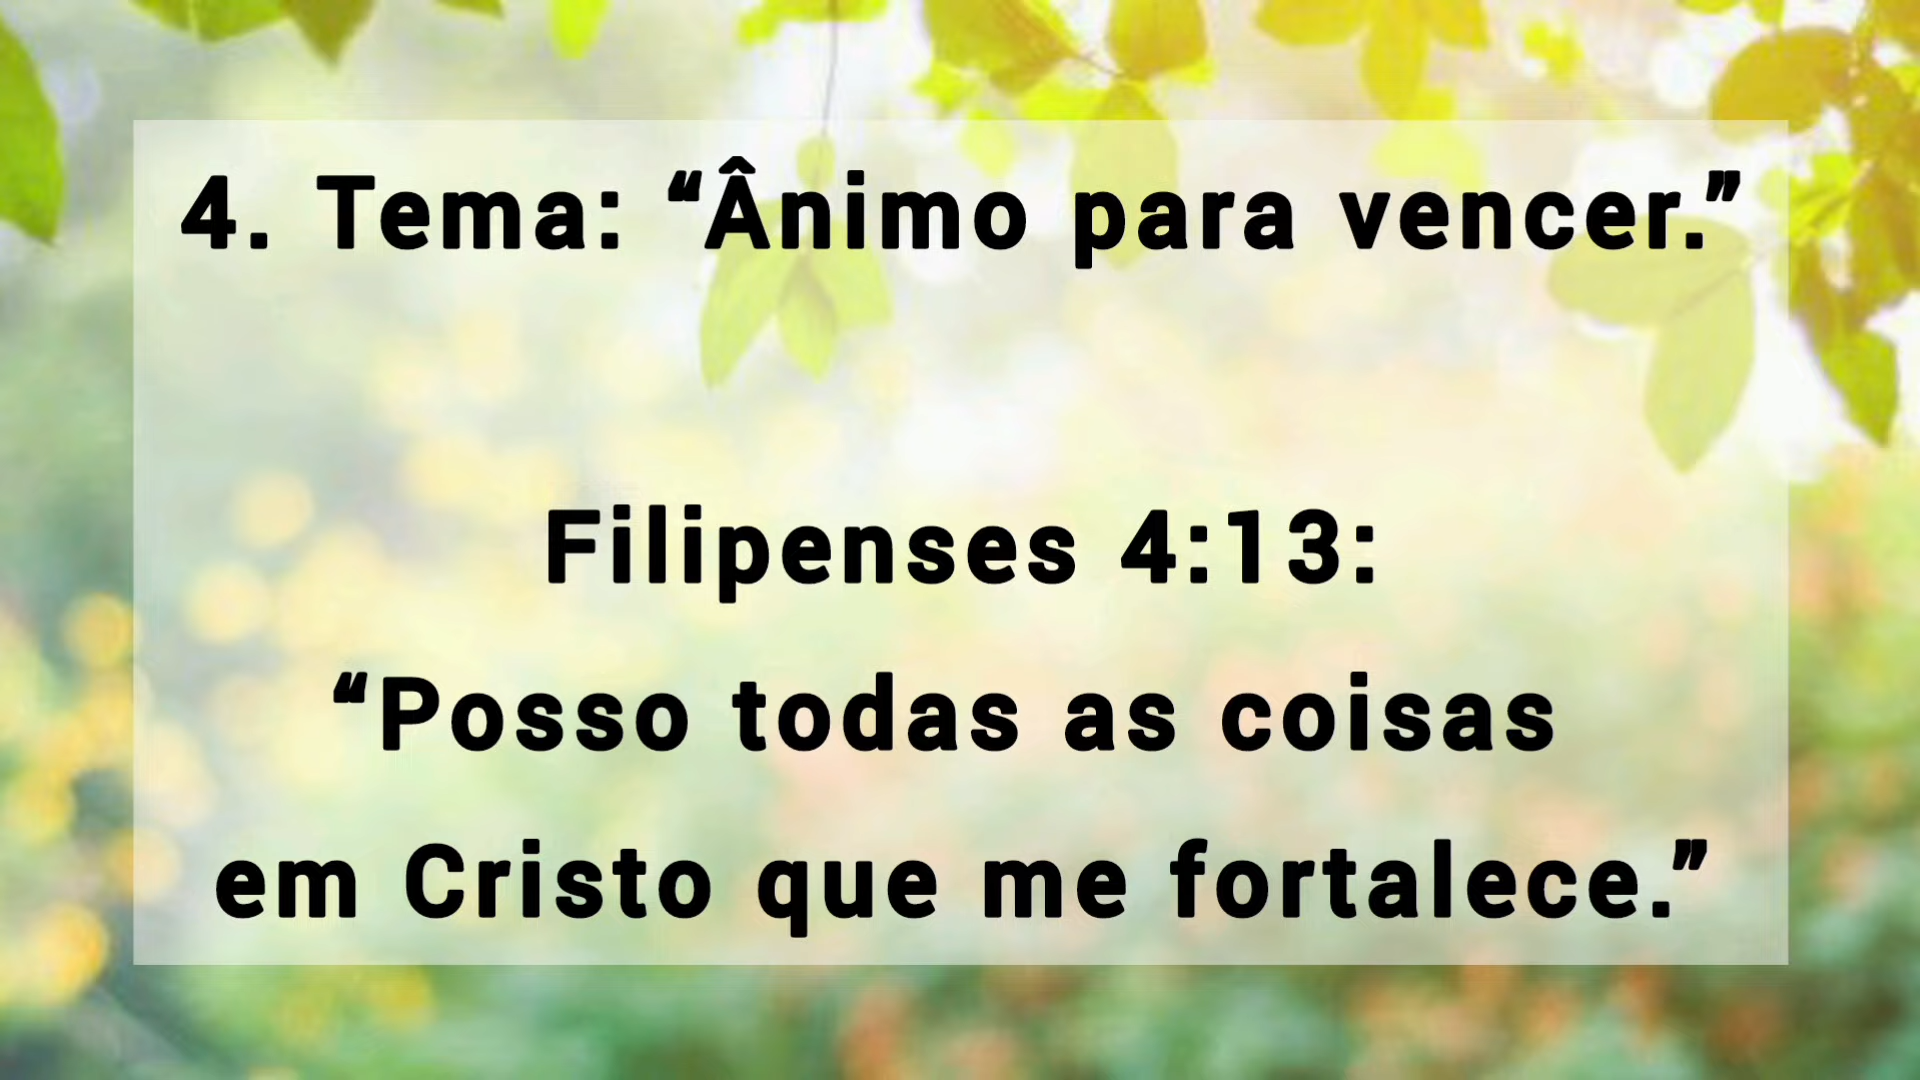 4. Tema: “Ânimo para vencer.”
Filipenses 4:13:
“Posso todas as coisas
em Cristo que me fortalece.”